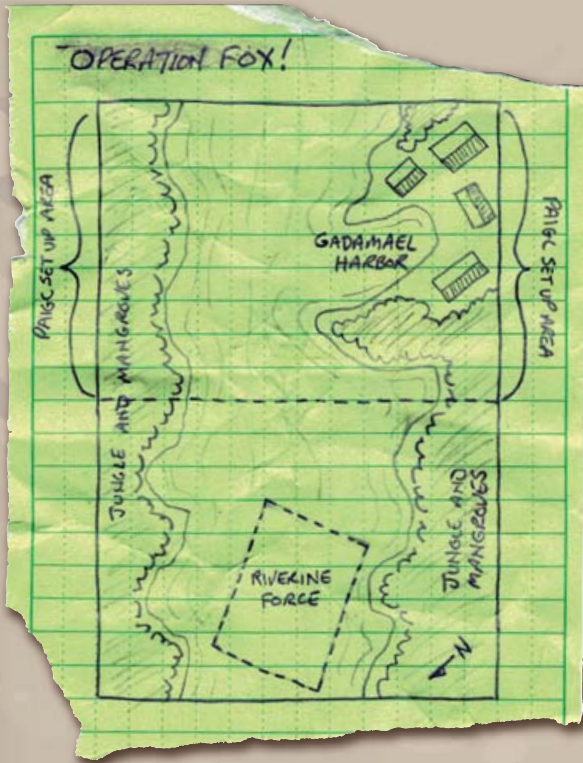 OPERATION FOX!
PAIGC SET UP AREA
GADAMAEL
HARBOR
PAIGC SET UP AREA
JUNGLE AND MANGROVES
JUNGLE AND
MANGROVES
RIVERINE
FORCE
N